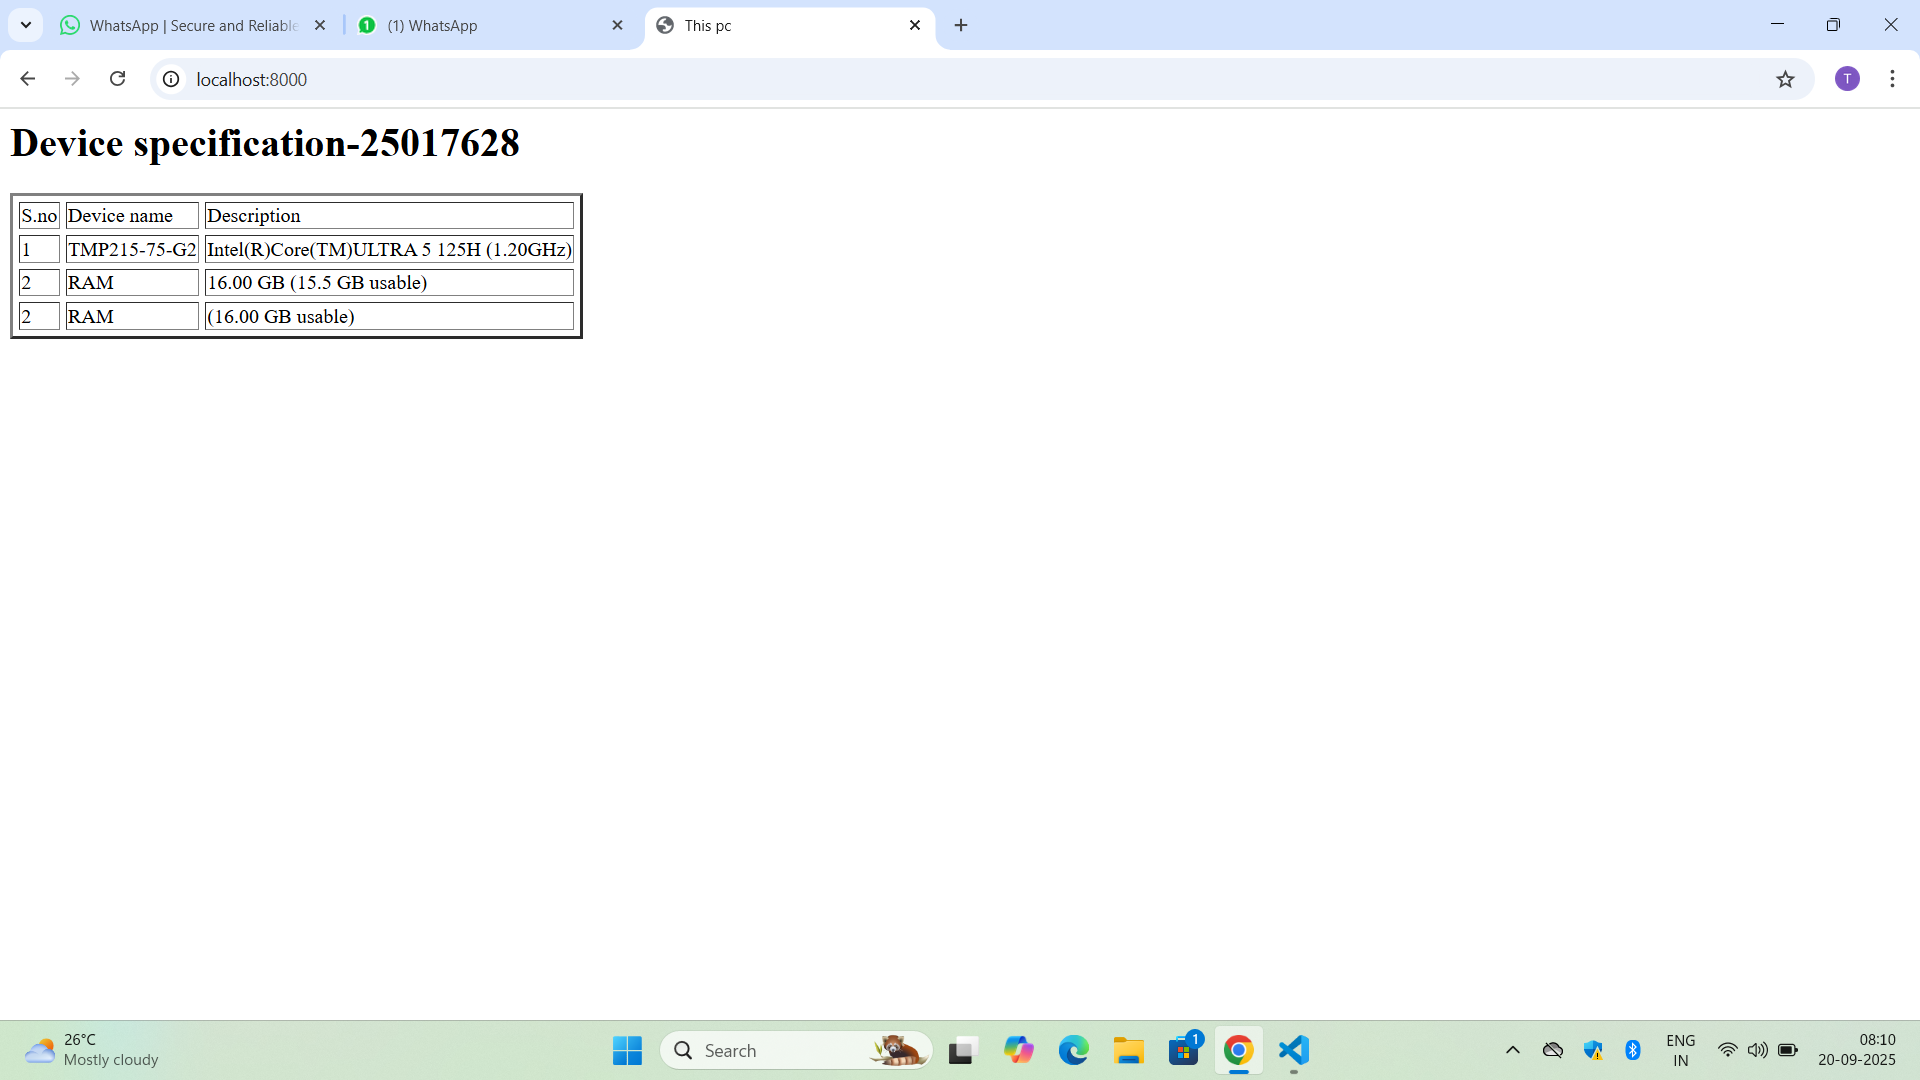 WhatsApp | Secure and Reliable
(1) WhatsApp
This pc
localhost:8000
T
Device specification-25017628
S.no Device name Description
1 TMP215-75-G2 Intel(R)Core(TM)ULTRA 5 125H (1.20GHz)
2 RAM 16.00 GB (15.5 GB usable)
2 RAM (16.00 GB usable)
26°C
Mostly cloudy
Search
1
ENG
IN
08:10
20-09-2025